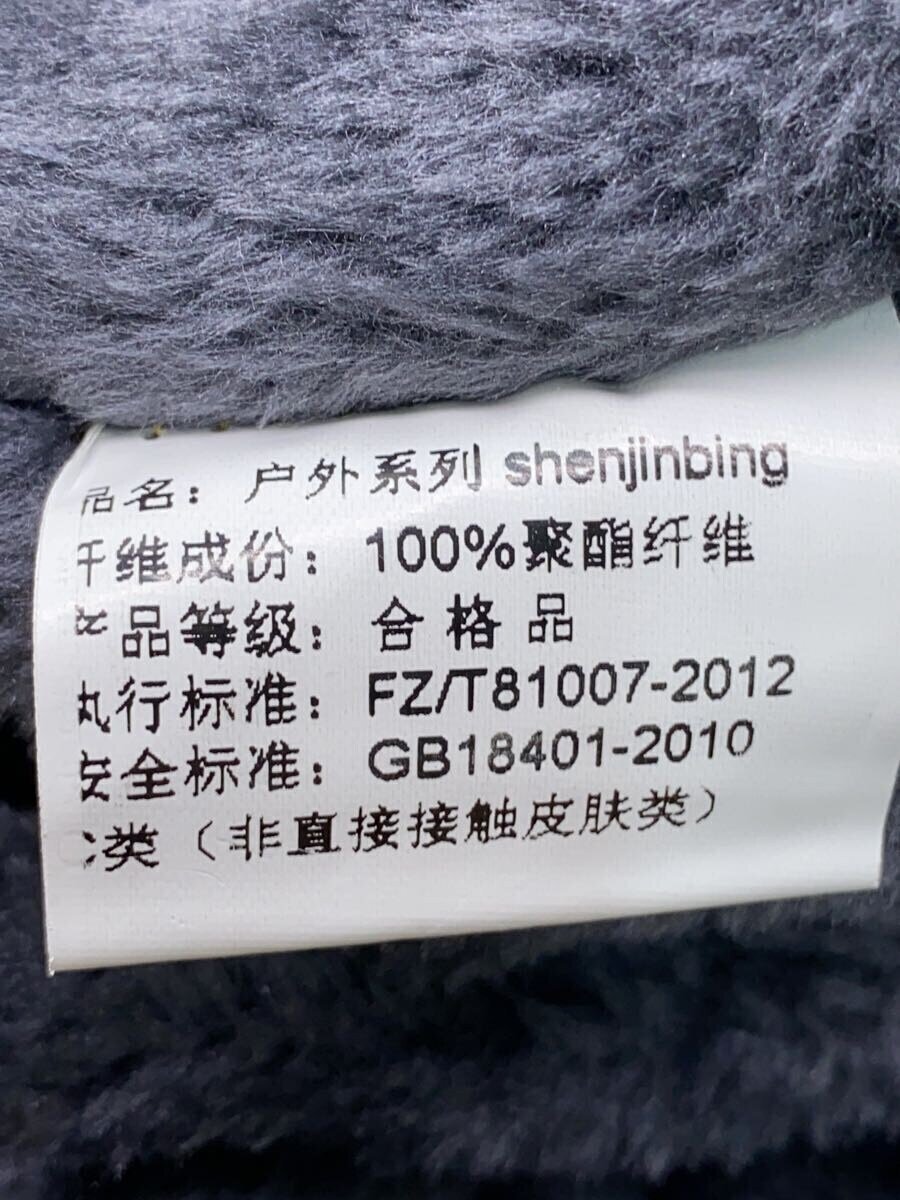 品名：户外系列 shenjinbing
纤维成份：100%聚酯纤维
产品等级：合格品
执行标准：FZ/T81007-2012
安全标准：GB18401-2010
C类（非直接接触皮肤类）